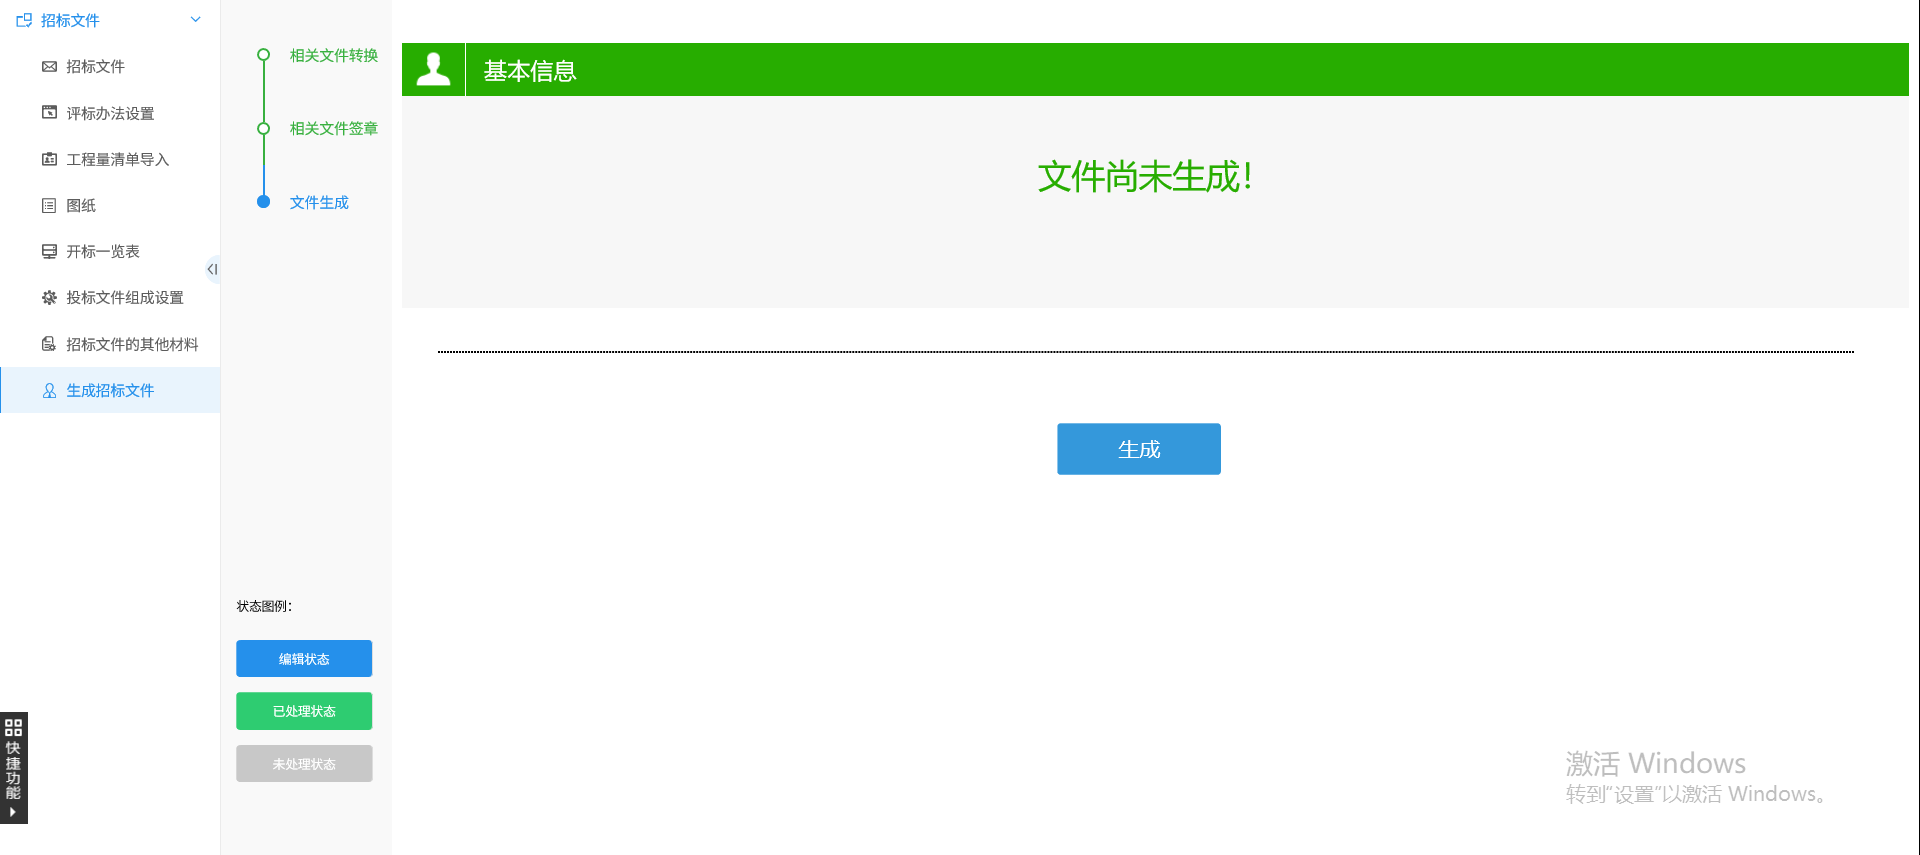 招标文件
招标文件
评标办法设置
工程量清单导入
图纸
开标一览表
投标文件组成设置
招标文件的其他材料
生成招标文件
快捷功能
相关文件转换
相关文件签章
文件生成
状态图例：
编辑状态
已处理状态
未处理状态
基本信息
文件尚未生成！
生成
激活 Windows
转到“设置”以激活 Windows。